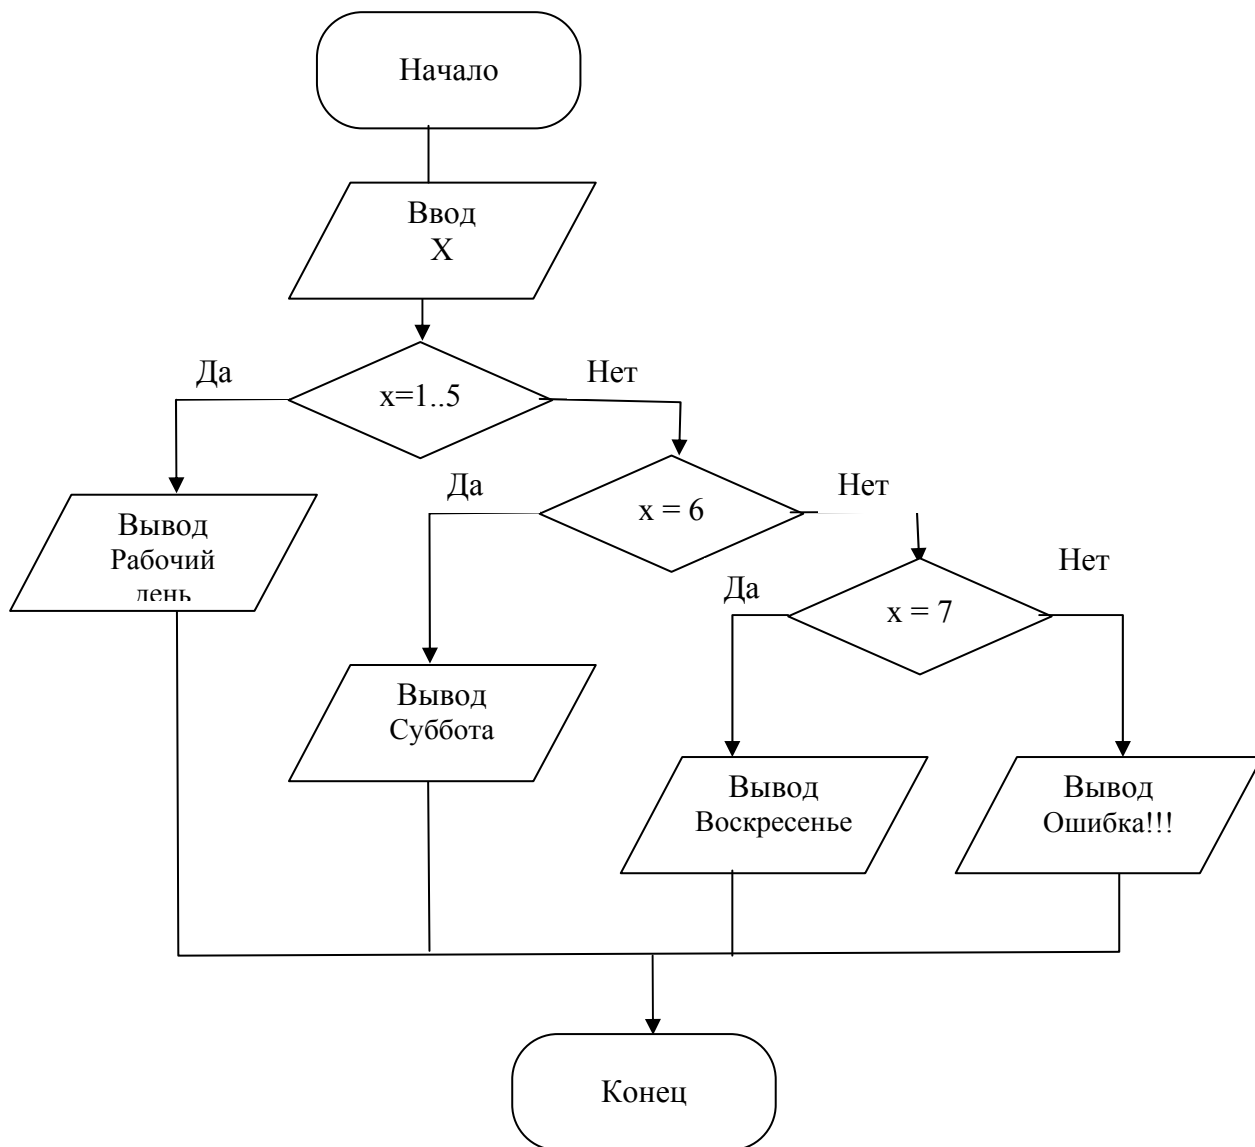 Начало
Ввод
X
Да
Нет
x=1..5
Да
Нет
x = 6
Вывод
Рабочий
день
Да
Нет
x = 7
Вывод
Суббота
Вывод
Воскресенье
Вывод
Ошибка!!!
Конец